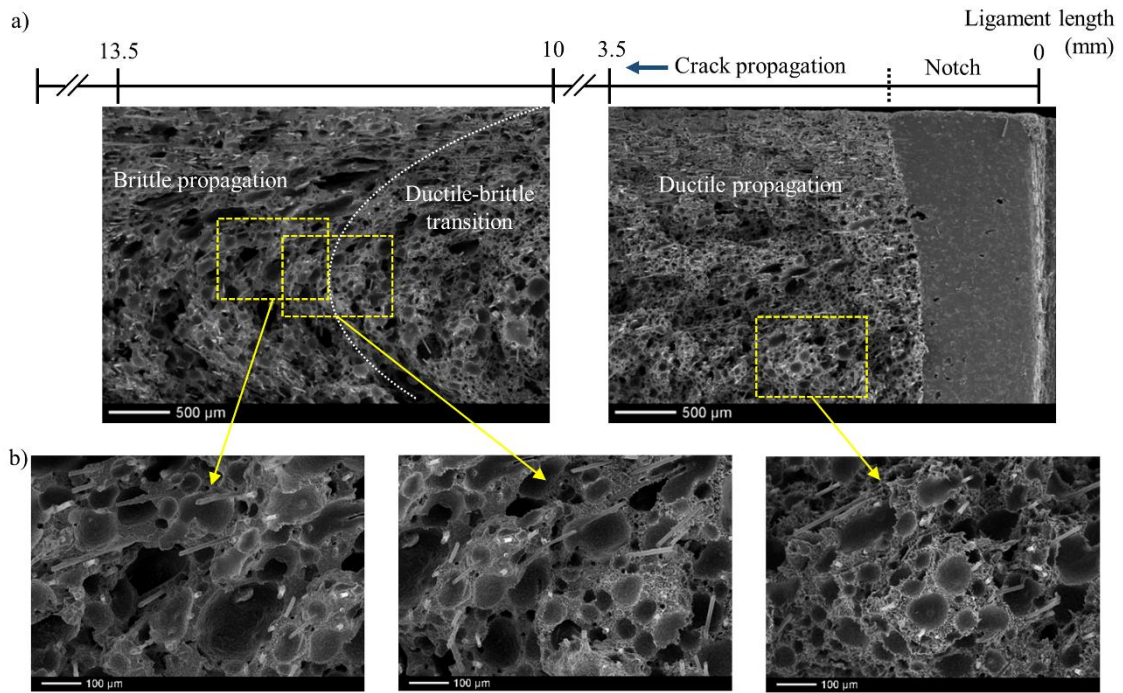 a)
Ligament length
(mm)
13.5
10
3.5
0
Crack propagation
Notch
Brittle propagation
Ductile-brittle
transition
Ductile propagation
500 µm
500 µm
b)
100 µm
100 µm
100 µm